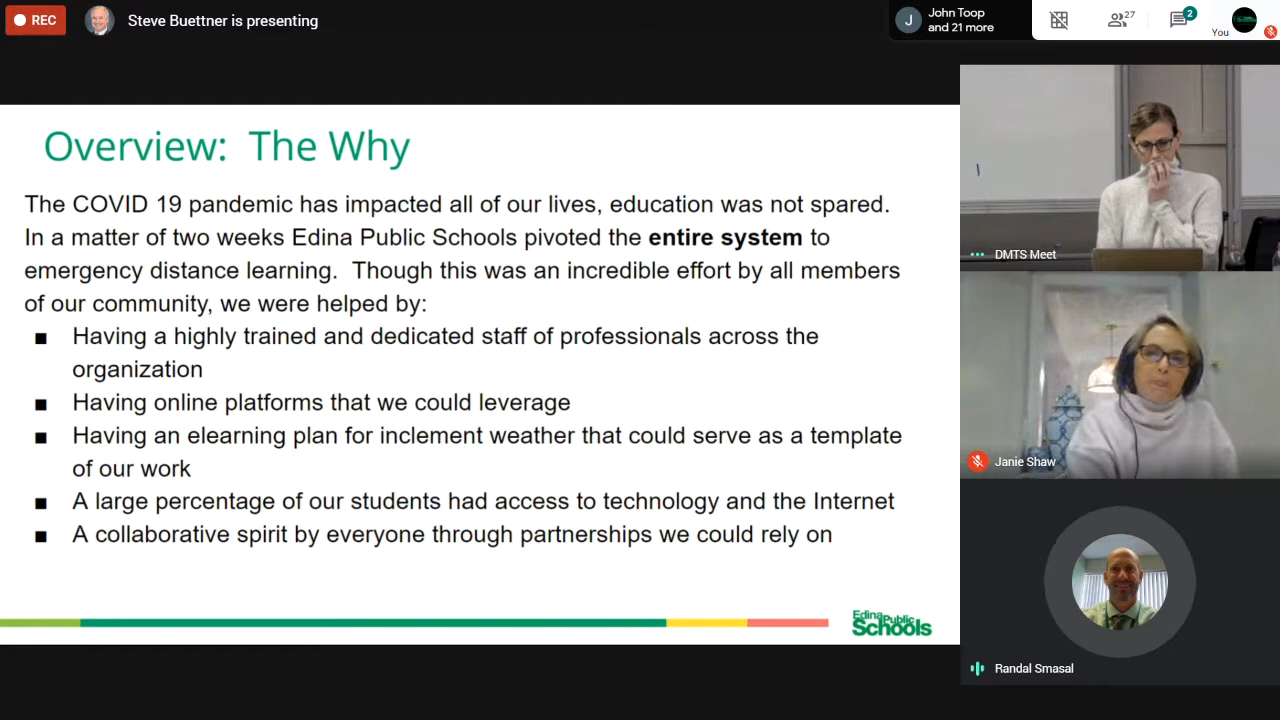 REC
Steve Buettner is presenting
J
John Toop
and 21 more
27
2
You
Overview: The Why
The COVID 19 pandemic has impacted all of our lives, education was not spared.
In a matter of two weeks Edina Public Schools pivoted the entire system to
emergency distance learning. Though this was an incredible effort by all members
of our community, we were helped by:
■ Having a highly trained and dedicated staff of professionals across the
organization
■ Having online platforms that we could leverage
■ Having an elearning plan for inclement weather that could serve as a template
of our work
■ A large percentage of our students had access to technology and the Internet
■ A collaborative spirit by everyone through partnerships we could rely on
Edina Public
Schools
DMTS Meet
Janie Shaw
Randal Smasal